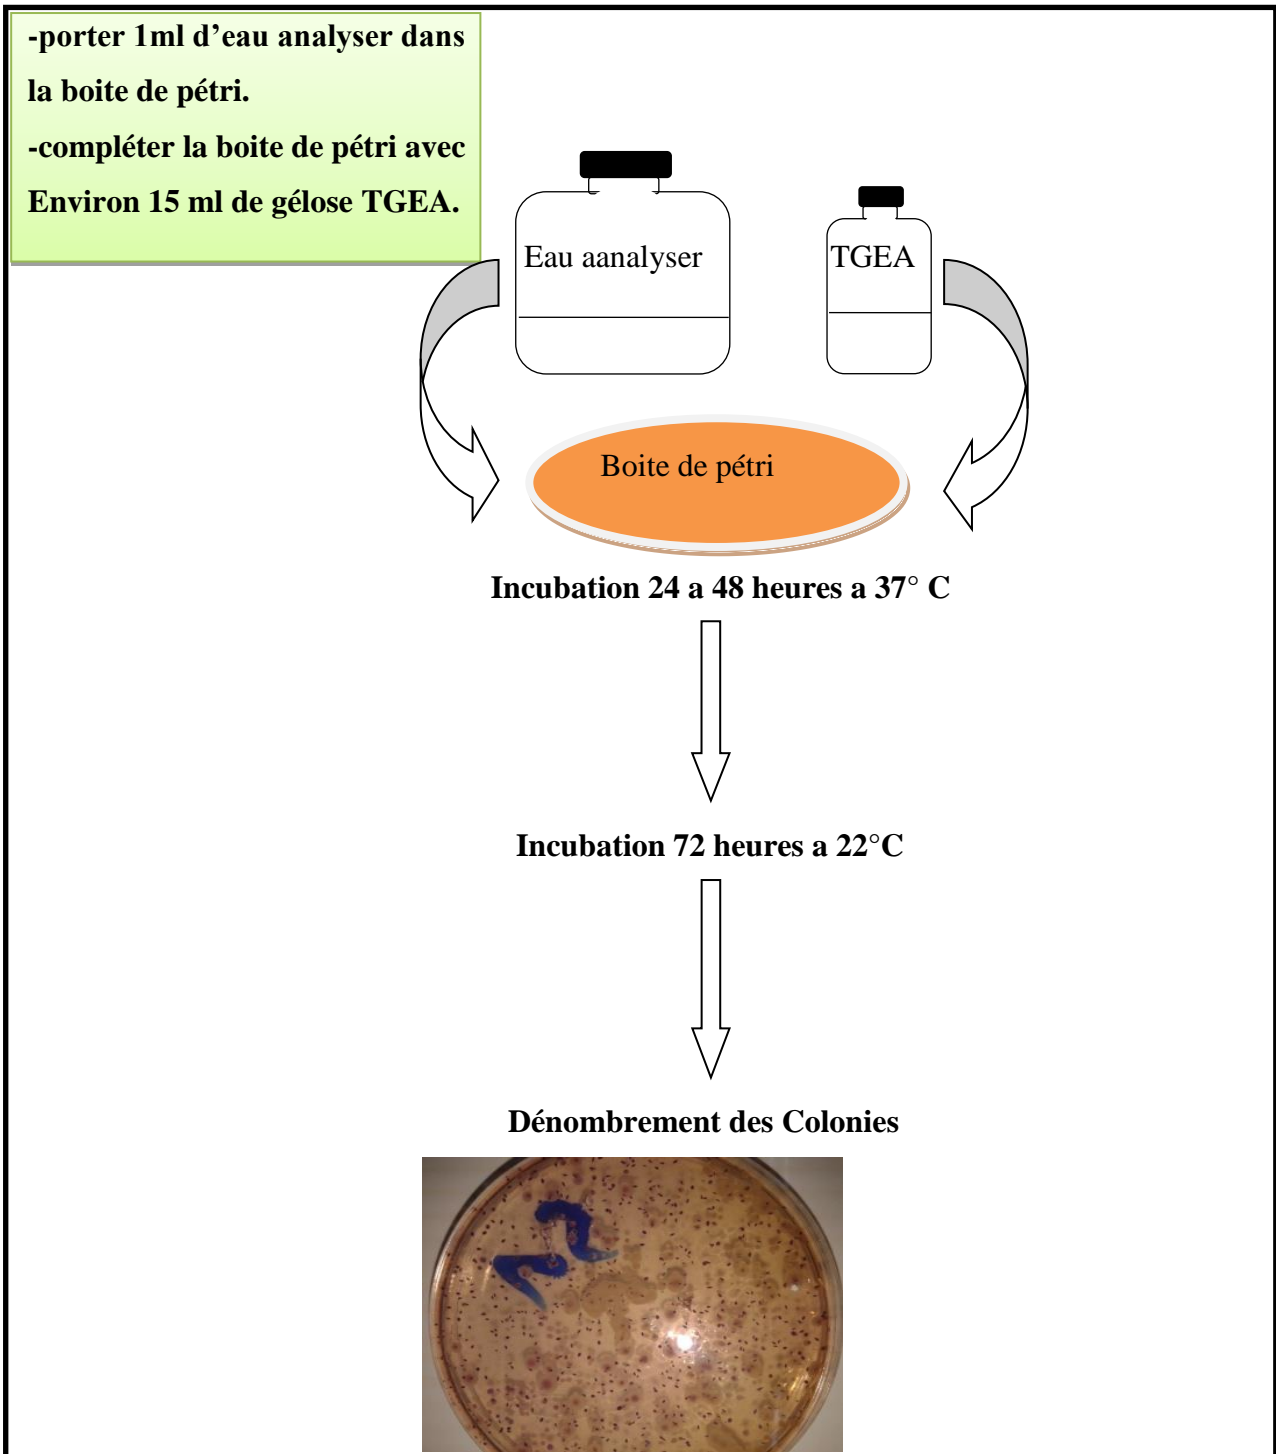 -porter 1ml d’eau analyser dans
la boite de pétri.
-compléter la boite de pétri avec
Environ 15 ml de gélose TGEA.
Eau aanalyser
TGEA
Boite de pétri
Incubation 24 a 48 heures a 37° C
Incubation 72 heures a 22°C
Dénombrement des Colonies